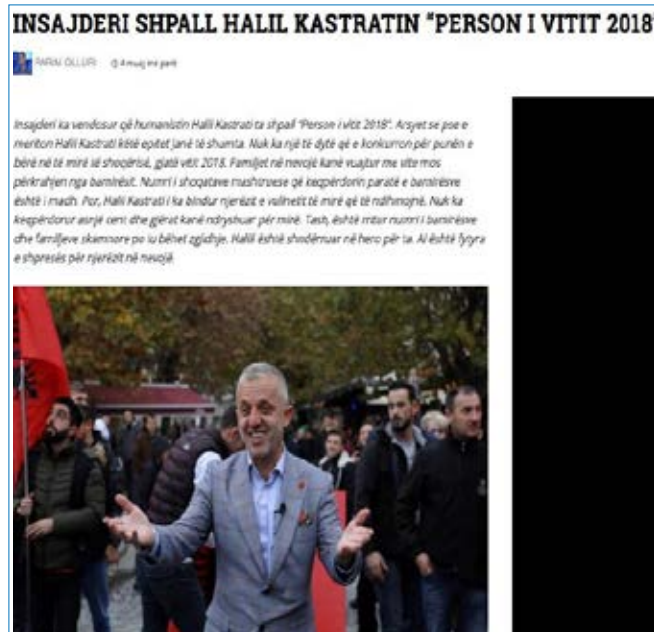 INSAJDERI SHPALL HALIL KASTRATIN "PERSON I VITIT 2018"
4 muaj më parë
Insajderi ka vendosur që humanistin Halil Kastrati ta shpall "Person i vitit 2018". Arsyet se pse e
meriton Halil Kastrati këtë epitet janë të shumta. Nuk ka një të dytë që e konkurron për punën e
bërë në të mirë të shoqërisë, gjatë vitit 2018. Familjet në nevojë kanë vuajtur me vite mos
përkrahjen nga bamirësit. Numri i shoqatave mashtruese që keqpërdorin paratë e bamirësve
është i madh. Por, Halil Kastrati i ka bindur njerëzit e vullnetit të mirë që të ndihmojnë. Nuk ka
keqpërdorur asnjë cent dhe gjërat kanë ndryshuar për mirë. Tash, është rritur numri i bamirësve
dhe familjeve skamnore po iu bëhet zgjidhje. Halili është shndërruar në hero për ta. Ai është fytyra
e shpresës për njerëzit në nevojë.